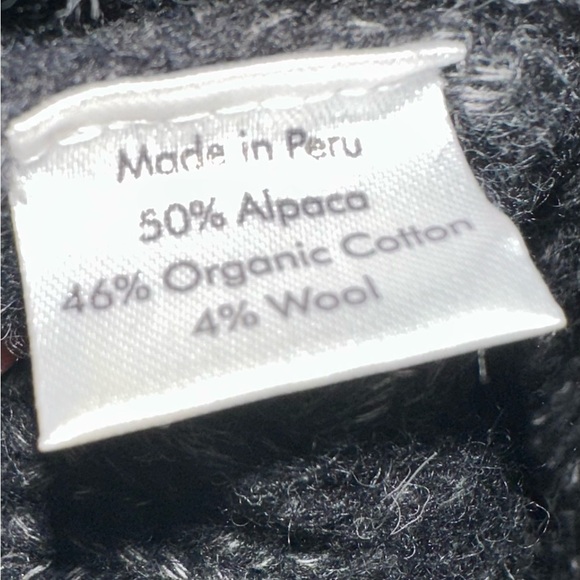 Made in Peru
50% Alpaca
46% Organic Cotton
4% Wool